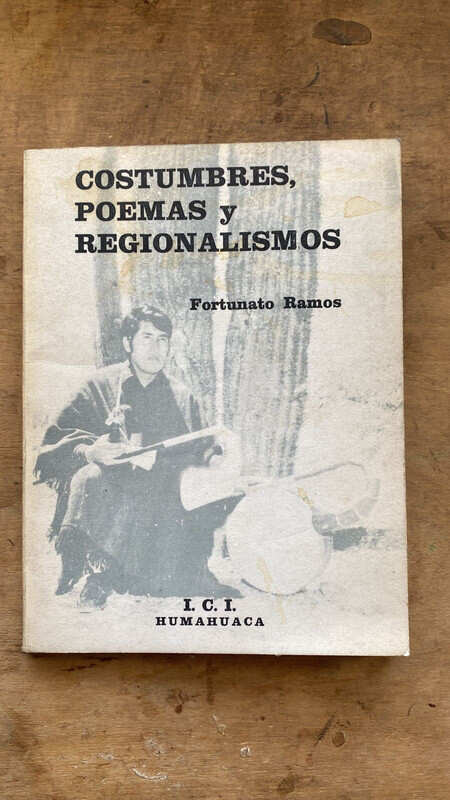 COSTUMBRES,
POEMAS y
REGIONALISMOS
Fortunato Ramos
I. C. I.
HUMAHUACA